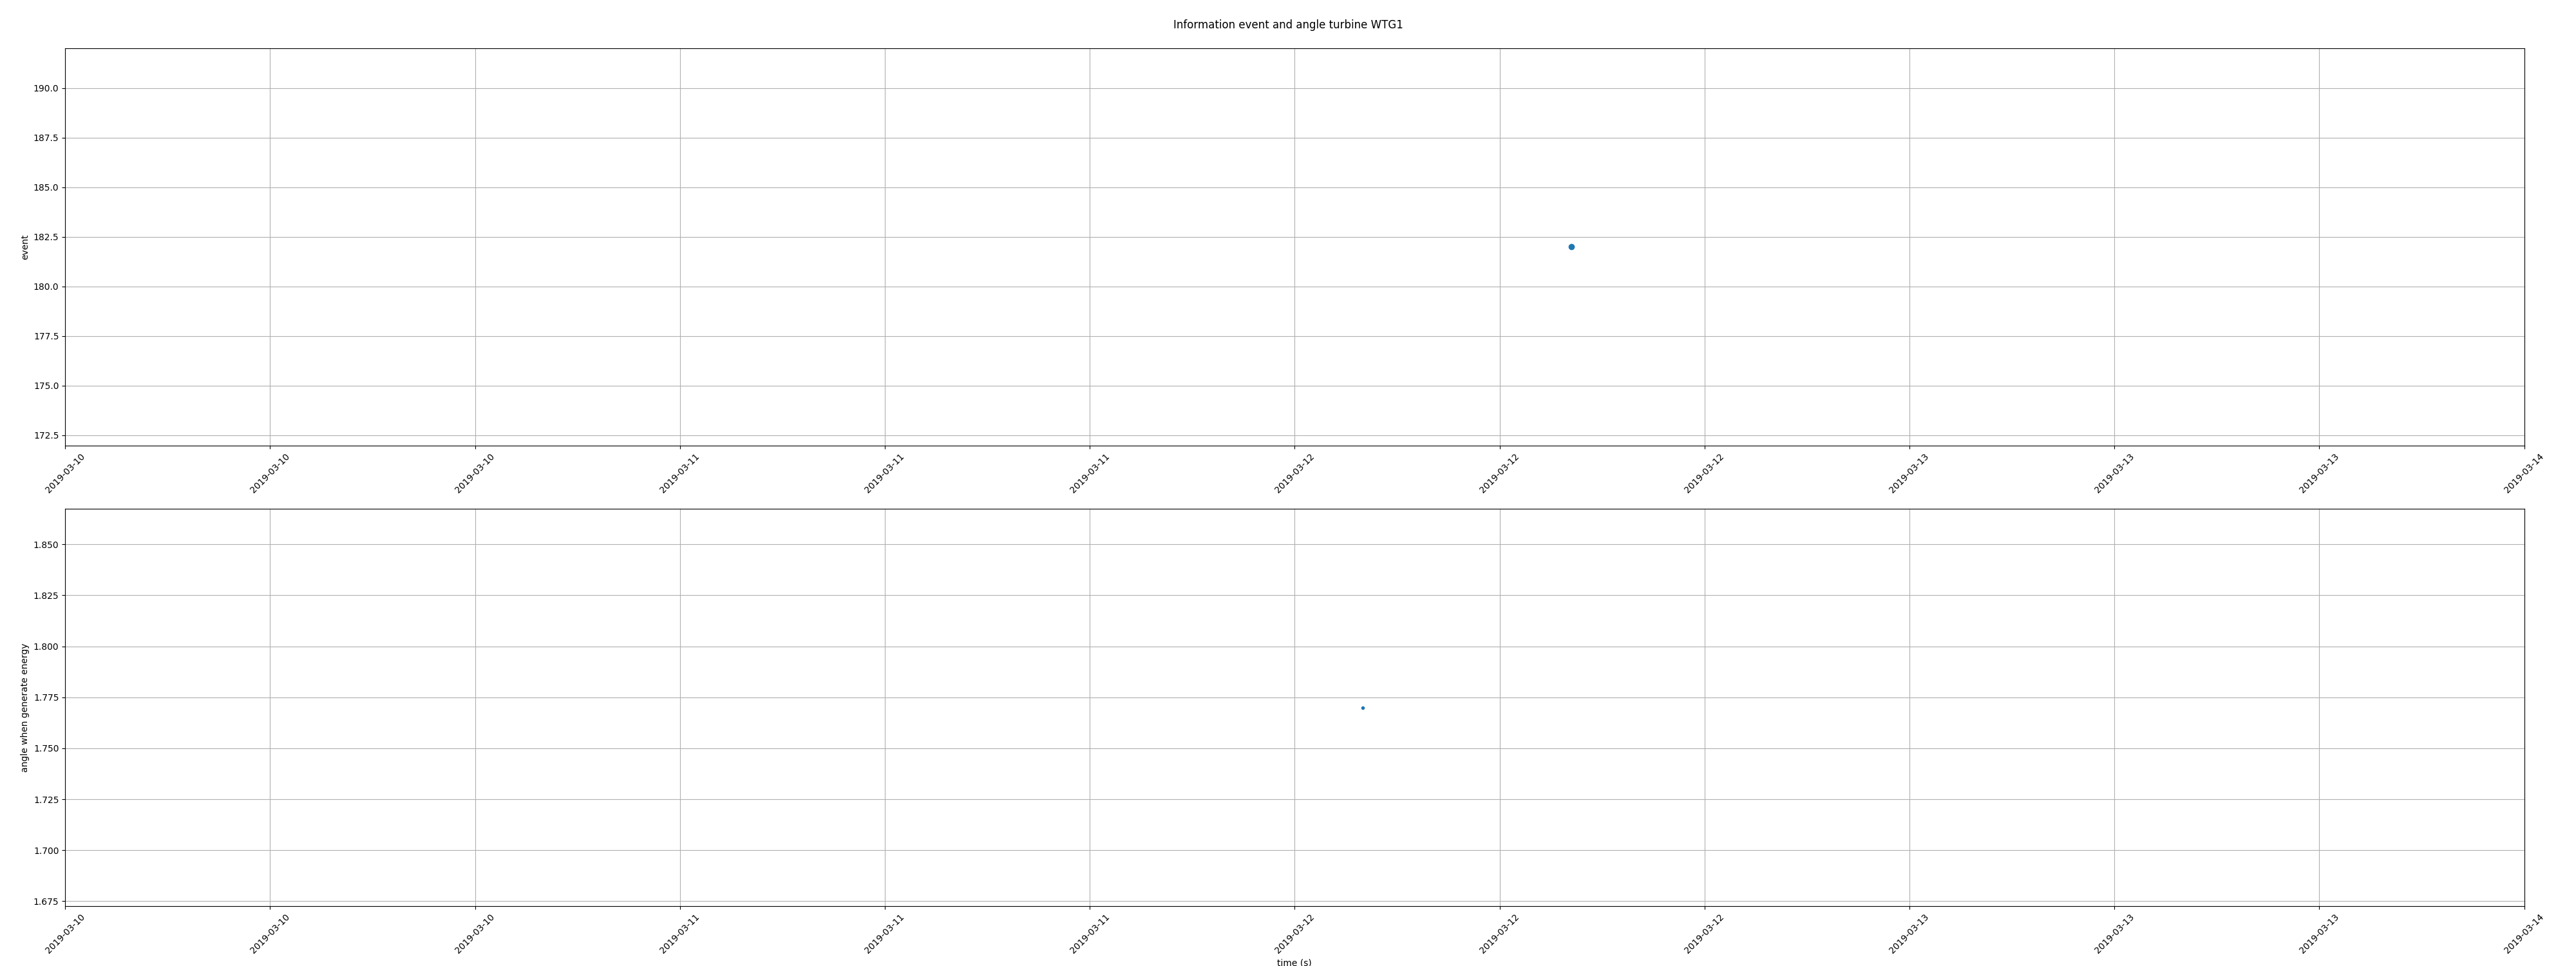 Information event and angle turbine WTG1
190.0
187.5
185.0
182.5
180.0
177.5
175.0
172.5
event
2019-03-10 2019-03-10 2019-03-10 2019-03-11 2019-03-11 2019-03-11 2019-03-12 2019-03-12 2019-03-12 2019-03-13 2019-03-13 2019-03-13 2019-03-14
1.850
1.825
1.800
1.775
1.750
1.725
1.700
1.675
angle when generate energy
2019-03-10 2019-03-10 2019-03-10 2019-03-11 2019-03-11 2019-03-11 2019-03-12 2019-03-12 2019-03-12 2019-03-13 2019-03-13 2019-03-13 2019-03-14
time (s)